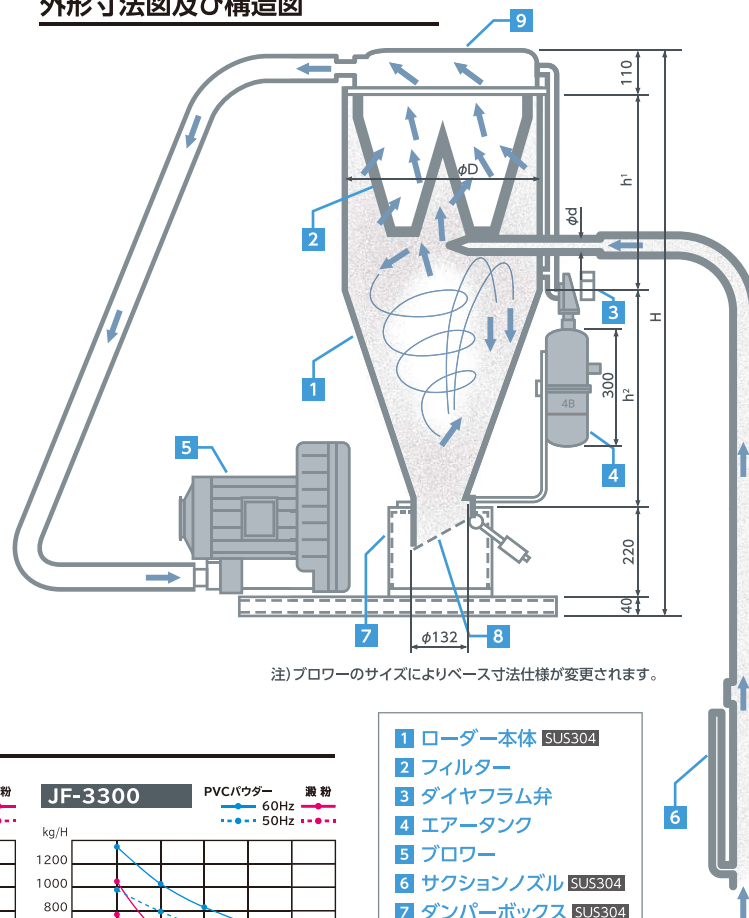 外形寸法図及び構造図
9
110
h1
φD
φd
2
3
H
1
300
h2
4B
5
4
220
40
7
φ132
8
注)ブロワーのサイズによりベース寸法仕様が変更されます。
6
1 ローダー本体 SUS304
2 フィルター
3 ダイヤフラム弁
4 エアータンク
5 ブロワー
6 サクションノズル SUS304
7 ダンパーボックス SUS304
粉
JF-3300
PVCパウダー
澱 粉
60Hz
50Hz
kg/H
1200
1000
800